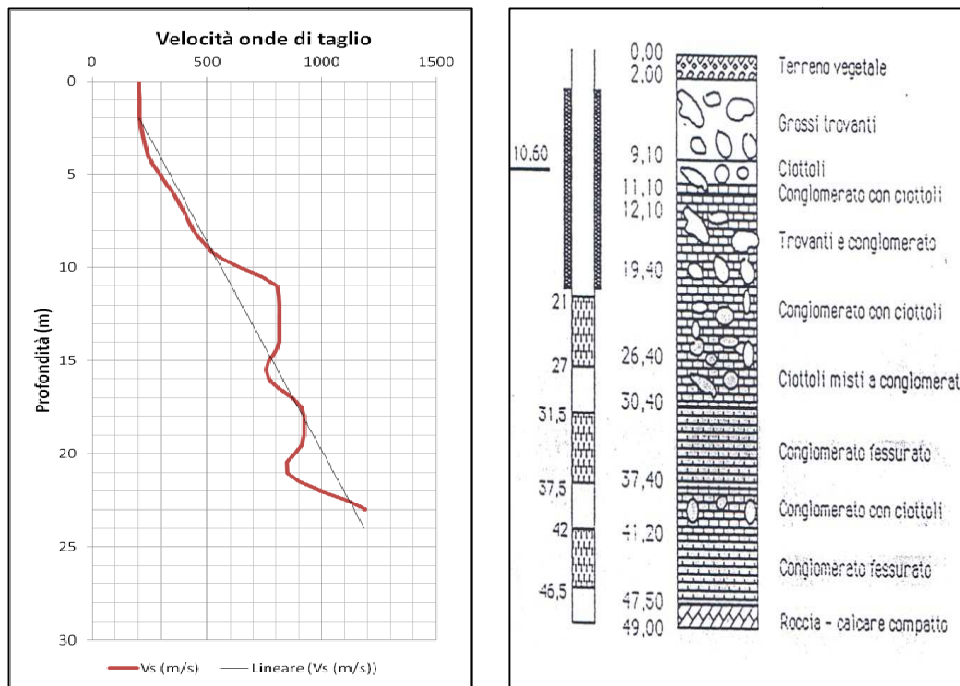 Velocità onde di taglio
0 500 1000 1500
0
5
10
15
20
25
30
Profondità (m)
Vs (m/s)
Lineare (Vs (m/s))
0,00
2,00
Terreno vegetale
Grossi trovanti
10,60
9,10
Ciottoli
11,10
Conglomerato con ciottoli
12,10
Trovanti e conglomerato
19,40
21
Conglomerato con ciottoli
26,40
27
Ciottoli misti a conglomerat
30,40
31,5
Conglomerato fessurato
37,40
37,5
Conglomerato con ciottoli
42
41,20
Conglomerato fessurato
46,5
47,50
49,00
Roccia - calcare compatto